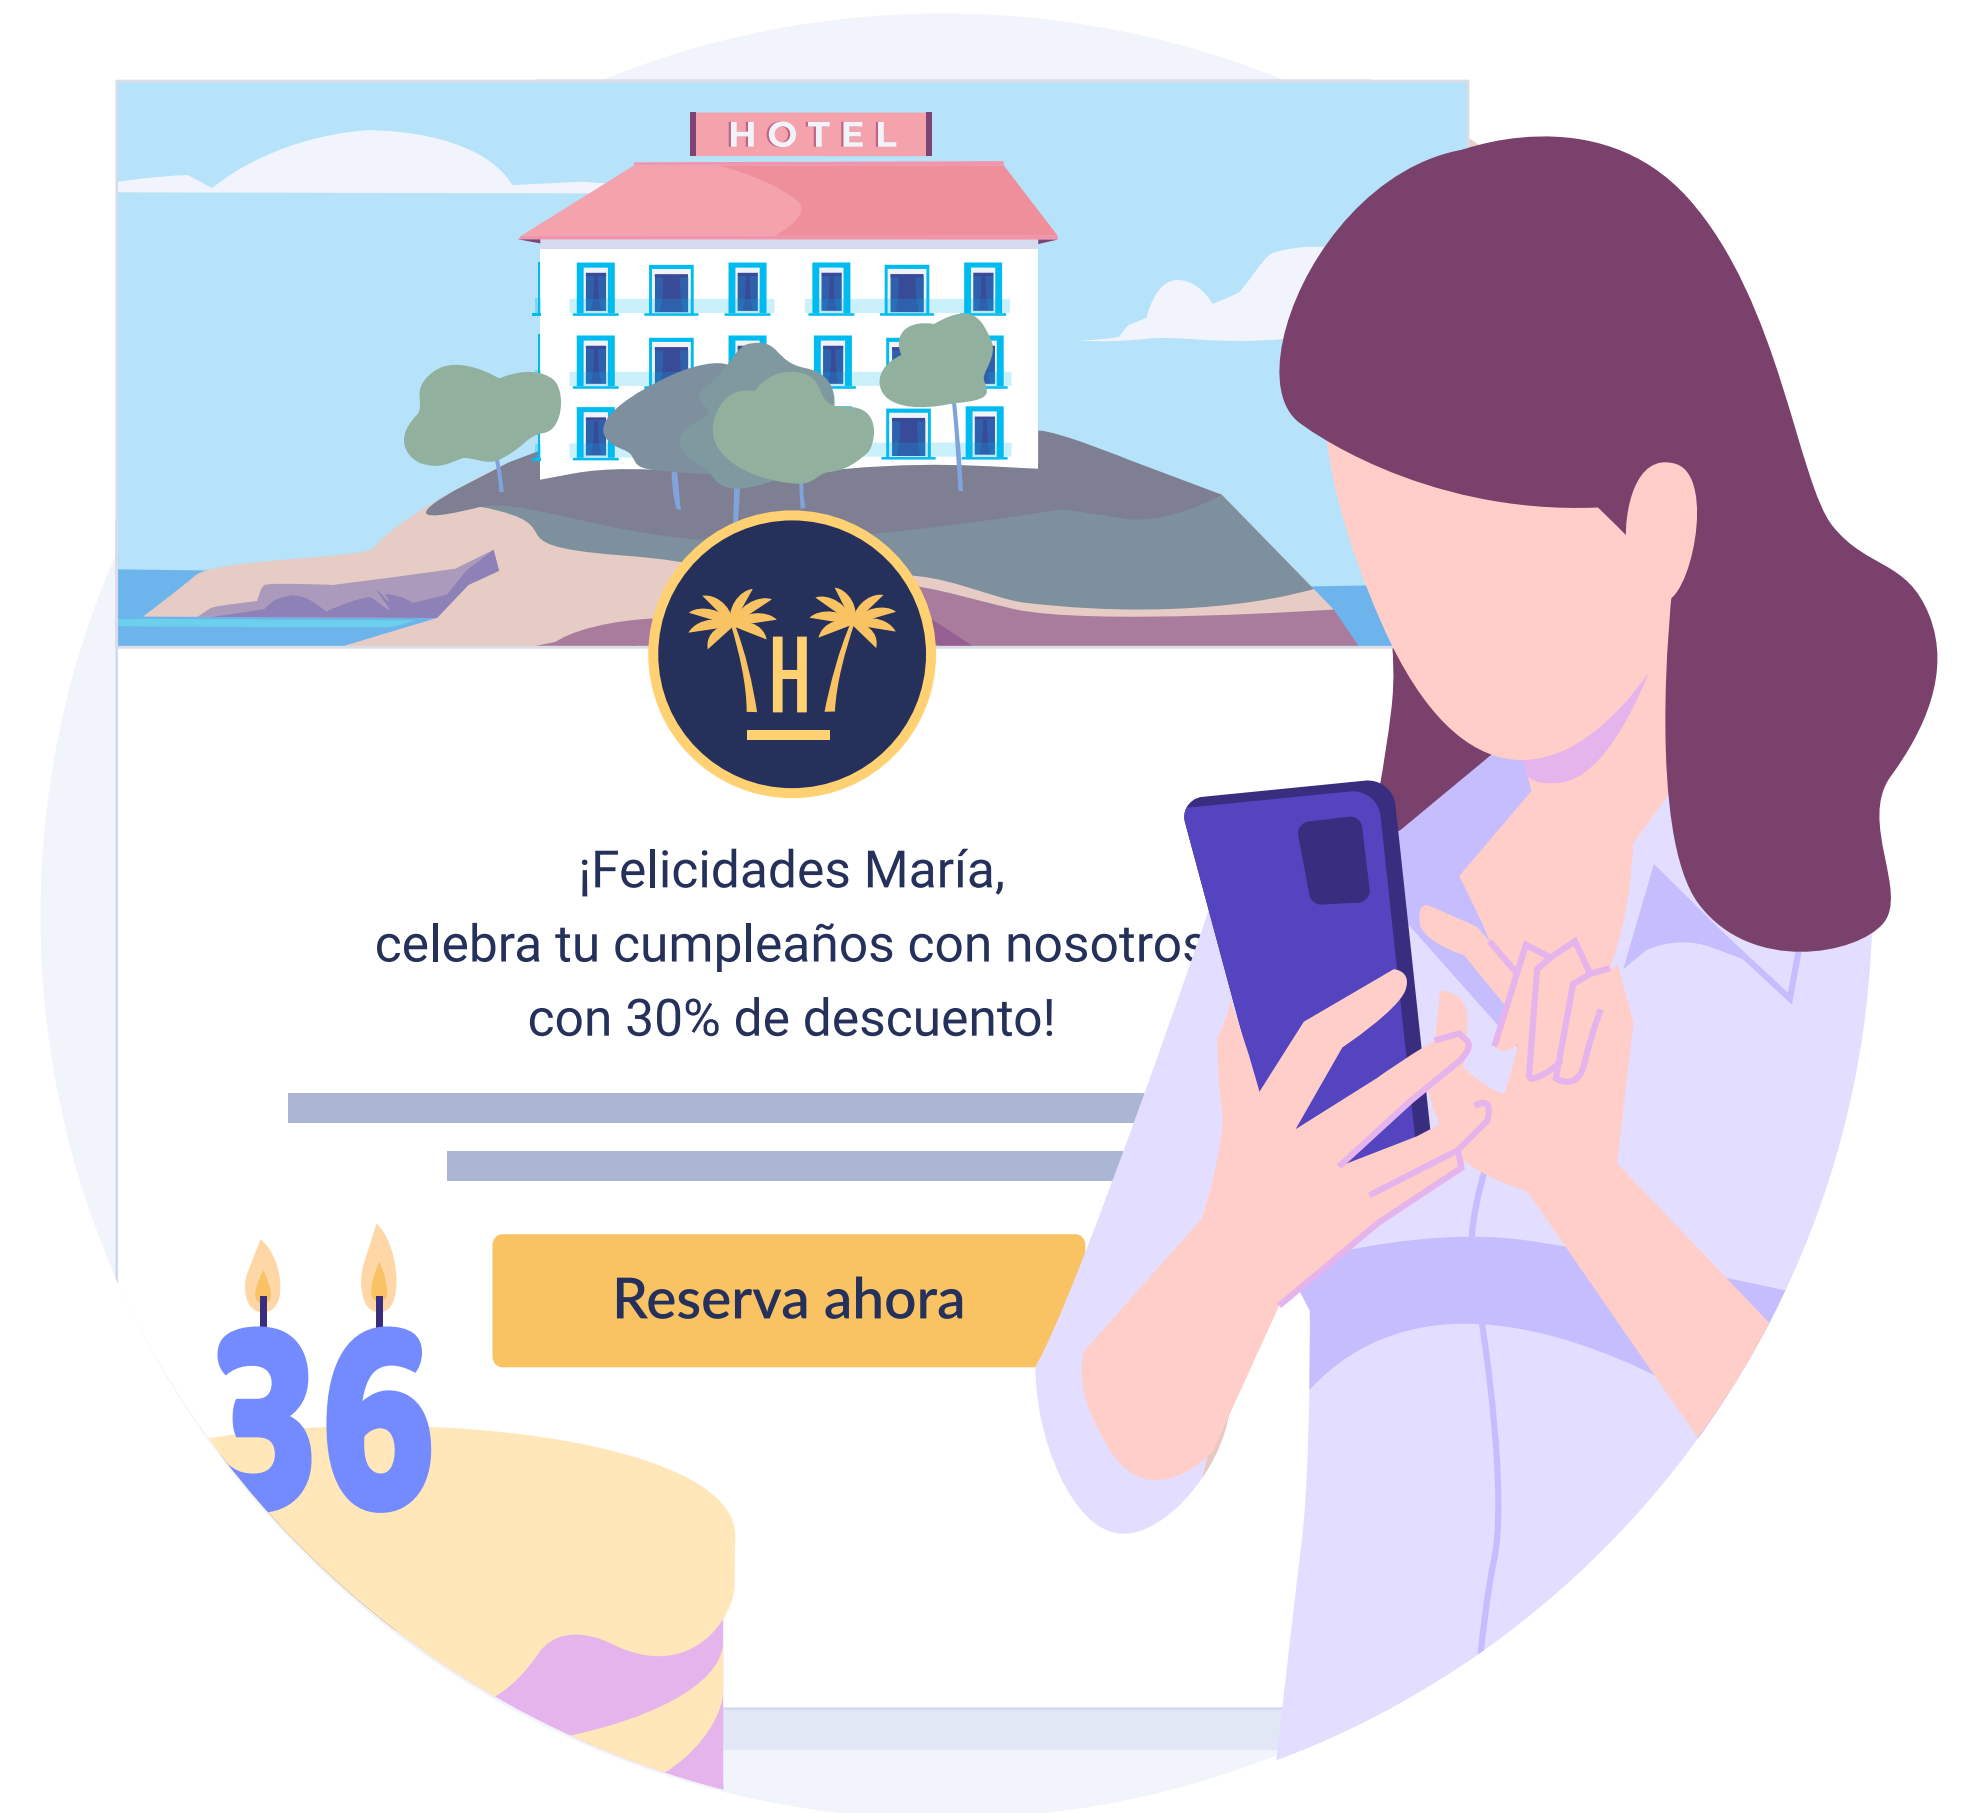 HOTEL
H
¡Felicidades María,
celebra tu cumpleaños con nosotros
con 30% de descuento!
Reserva ahora
36